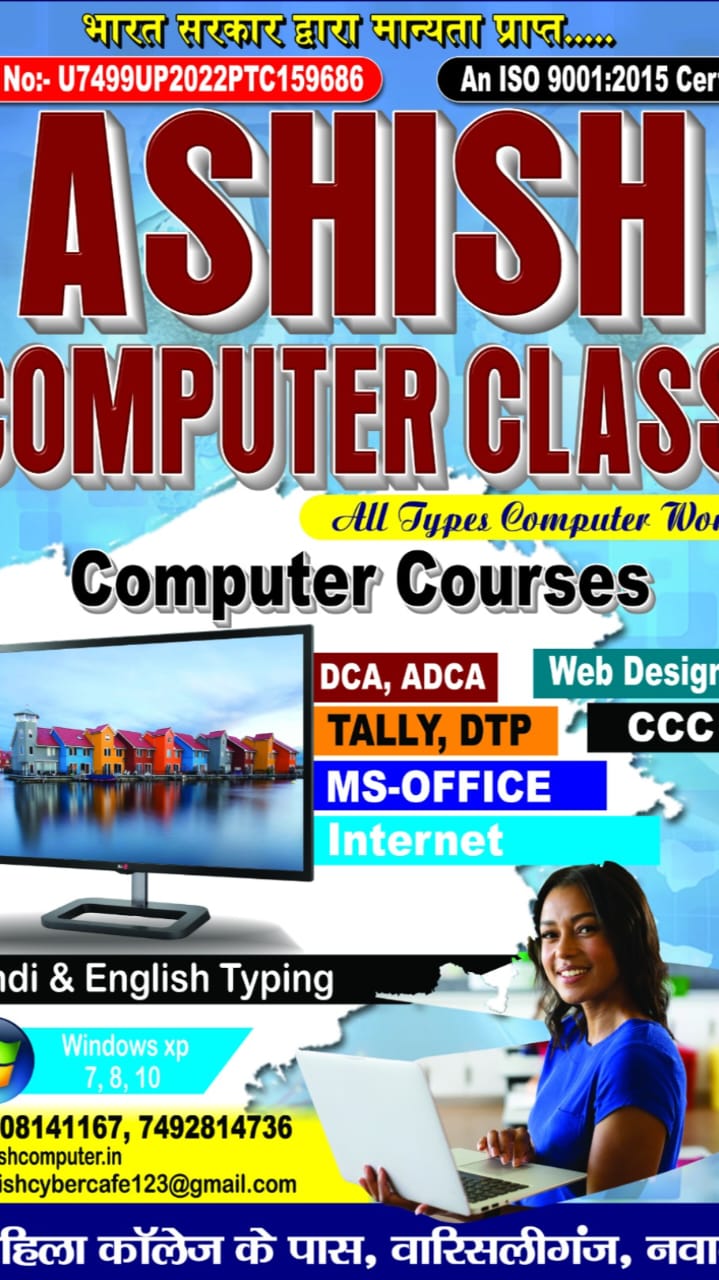 भारत सरकार द्वारा मान्यता प्राप्त.....
No:- U7499UP2022PTC159686
An ISO 9001:2015 Cer
ASHISH
COMPUTER CLASS
All Types Computer Wor
Computer Courses
DCA, ADCA
Web Design
TALLY, DTP
CCC
MS-OFFICE
Internet
ndi & English Typing
Windows xp
7, 8, 10
08141167, 7492814736
shcomputer.in
ishcybercafe123@gmail.com
हिला कॉलेज के पास, वारिसलीगंज, नवा